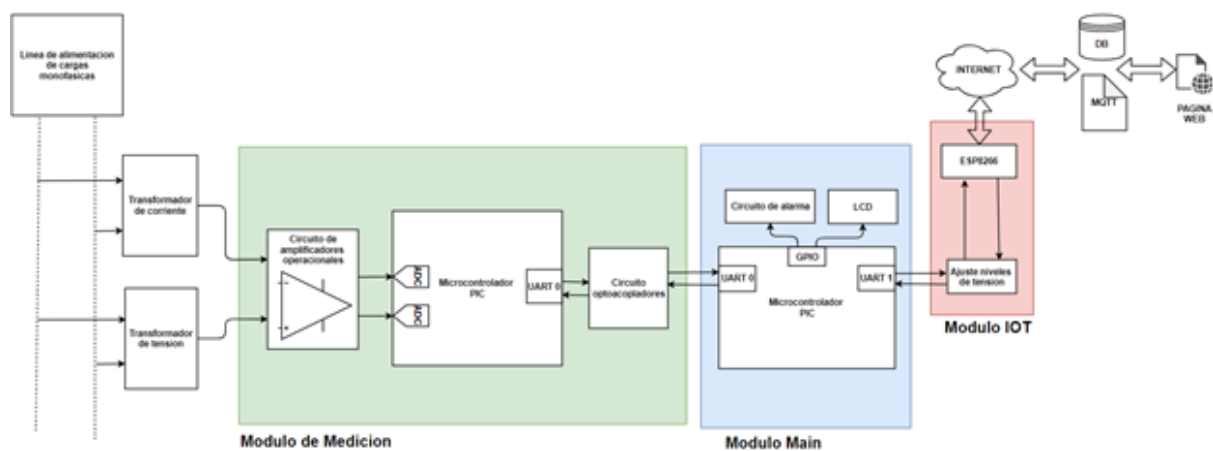 Linea de alimentacion
de cargas
monofasicas
Transformador
de corriente
Transformador
de tension
Circuito de
amplificadores
operacionales
ADC
ADC
Microcontrolador
PIC
UART 0
Circuito
optoacopladores
Modulo de Medicion
Circuito de alarma
LCD
GPIO
UART 0
UART 1
Microcontrolador
PIC
Modulo Main
ESP8266
Ajuste niveles
de tension
Modulo IOT
INTERNET
DB
MQTT
PAGINA
WEB